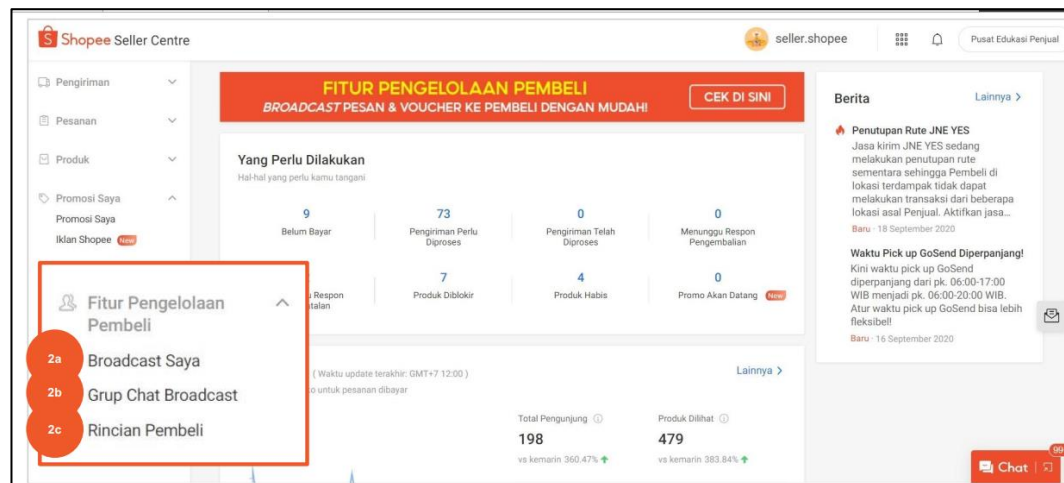 Shopee Seller Centre
seller.shopee
Pusat Edukasi Penjual
Pengiriman
Pesanan
Produk
Promosi Saya
Promosi Saya
Iklan Shopee New
2a
2b
2c
Fitur Pengelolaan
Pembeli
Broadcast Saya
Grup Chat Broadcast
Rincian Pembeli
FITUR PENGELOLAAN PEMBELI
BROADCAST PESAN & VOUCHER KE PEMBELI DENGAN MUDAH!
CEK DI SINI
Yang Perlu Dilakukan
Hal-hal yang perlu kamu tangani
9
Belum Bayar
73
Pengiriman Perlu
Diproses
0
Pengiriman Telah
Diproses
0
Menunggu Respon
Pengembalian
Respon
7
Produk Diblokir
4
Produk Habis
0
Promo Akan Datang New
( Waktu update terakhir: GMT+7 12:00 )
untuk pesanan dibayar
Lainnya >
Total Pengunjung
198
vs kemarin 360.47%
Produk Dilihat
479
vs kemarin 383.84%
Berita
Lainnya >
Penutupan Rute JNE YES
Jasa kirim JNE YES sedang
melakukan penutupan rute
sementara sehingga Pembeli di
lokasi terdampak tidak dapat
melakukan transaksi dari beberapa
lokasi asal Penjual. Aktifkan jasa...
Baru · 18 September 2020
Waktu Pick up GoSend Diperpanjang!
Kini waktu pick up GoSend
diperpanjang dari pk. 06:00-17:00
WIB menjadi pk. 06:00-20:00 WIB.
Atur waktu pick up GoSend bisa lebih
fleksibel!
Baru · 16 September 2020
Chat